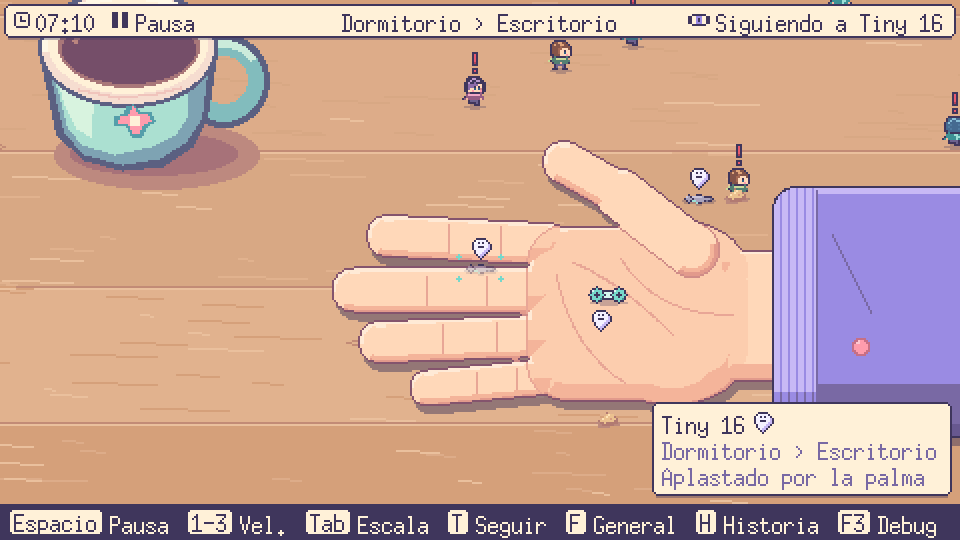 07:10 Pausa Dormitorio > Escritorio Siguiendo a Tiny 16
Tiny 16
Dormitorio > Escritorio
Aplastado por la palma
Espacio Pausa 1-3 Vel. Tab Escala T Seguir F General H Historia F3 Debug